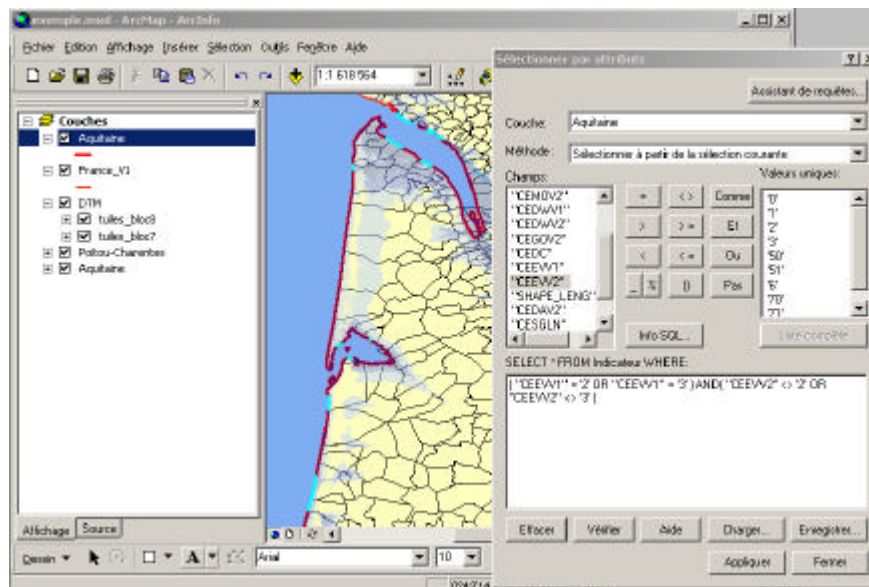 exemple.mxd - ArcMap - ArcInfo
Fichier Edition Affichage Insérer Sélection Outils Fenêtre Aide
1:1 618 564
Couches
Aquitaine
France_V1
DTM
tuiles_bloc8
tuiles_bloc7
Poitou-Charentes
Aquitaine
Affichage Source
Dessin A Arial 10
Sélectionner par attributs
Assistant de requêtes...
Couche: Aquitaine
Méthode: Sélectionner à partir de la sélection courante
Champs: Valeurs uniques:
"CEMOV2" = <> Comme '0'
"CEDWV1" '1'
"CEDWV2" > >= Et '2'
"CEGOV2" '3'
"CEDC" < <= Ou '50'
"CEEVV1" '51'
"CEEVV2" _ % () Pas '6'
"SHAPE_LENG" '70'
"CEDAV2" '71'
"CESGLN"
Info SQL... Liste complète
SELECT * FROM Indicateur WHERE:
( "CEEVV1" = '2' OR "CEEVV1" = '3' ) AND ( "CEEVV2" <> '2' OR
"CEEVV2" <> '3' )
Effacer Vérifier Aide Charger... Enregistrer...
Appliquer Fermer